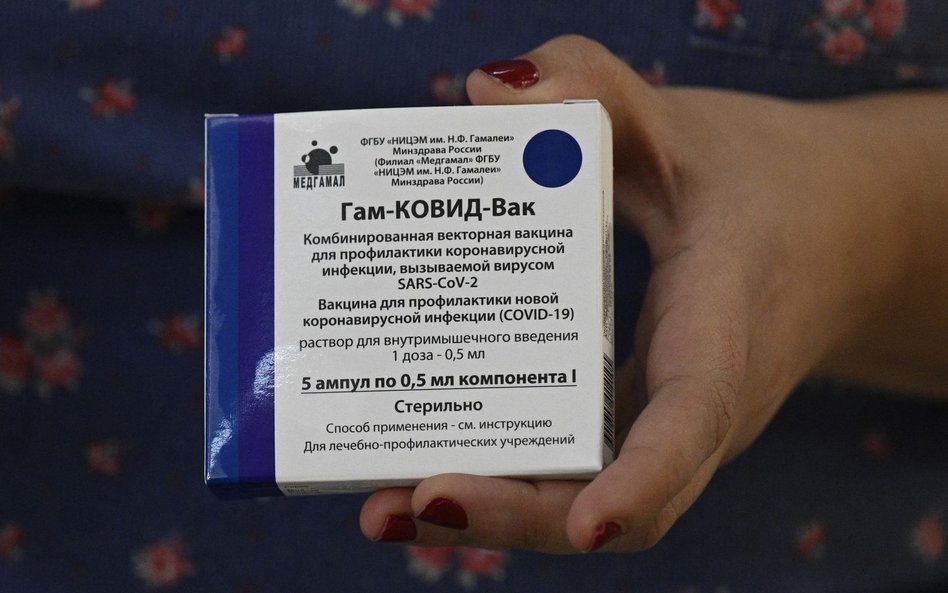 МЕДГАМАЛ
ФГБУ «НИЦЭМ им. Н.Ф. Гамалеи»
Минздрава России
(Филиал «Медгамал» ФГБУ
«НИЦЭМ им. Н.Ф. Гамалеи»
Минздрава России)
Гам-КОВИД-Вак
Комбинированная векторная вакцина
для профилактики коронавирусной
инфекции, вызываемой вирусом
SARS-CoV-2
Вакцина для профилактики новой
коронавирусной инфекции (COVID-19)
раствор для внутримышечного введения
1 доза - 0,5 мл
5 ампул по 0,5 мл компонента I
Стерильно
Способ применения - см. инструкцию
Для лечебно-профилактических учреждений